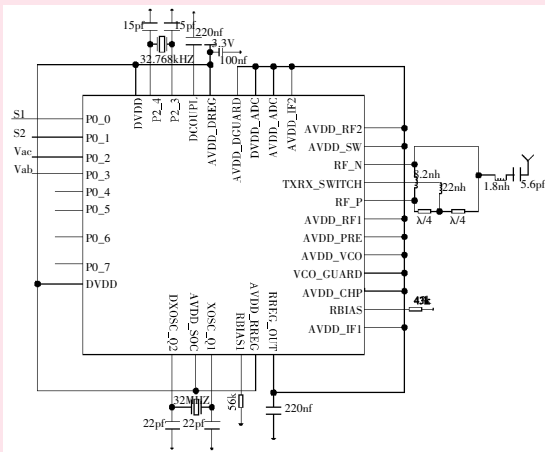 15pf
15pf
220nf
3.3V
100nf
32.768kHZ
DVDD
P2_4
P2_3
DCOUPL
AVDD_DREG
AVDD_DGUARD
DVDD_ADC
AVDD_ADC
AVDD_IF2
S1
S2
Vac
Vab
P0_0
P0_1
P0_2
P0_3
P0_4
P0_5
P0_6
P0_7
DVDD
AVDD_RF2
AVDD_SW
RF_N
TXRX_SWITCH
RF_P
AVDD_RF1
AVDD_PRE
AVDD_VCO
VCO_GUARD
AVDD_CHP
RBIAS
AVDD_IF1
8.2nh
22nh
λ/4
λ/4
1.8nh
5.6pf
43k
DXOSC_Q2
AVDD_SOC
XOSC_Q1
RBIAS1
AVDD_RREG
RREG_OUT
32MHZ
22pf
22pf
56k
220nf